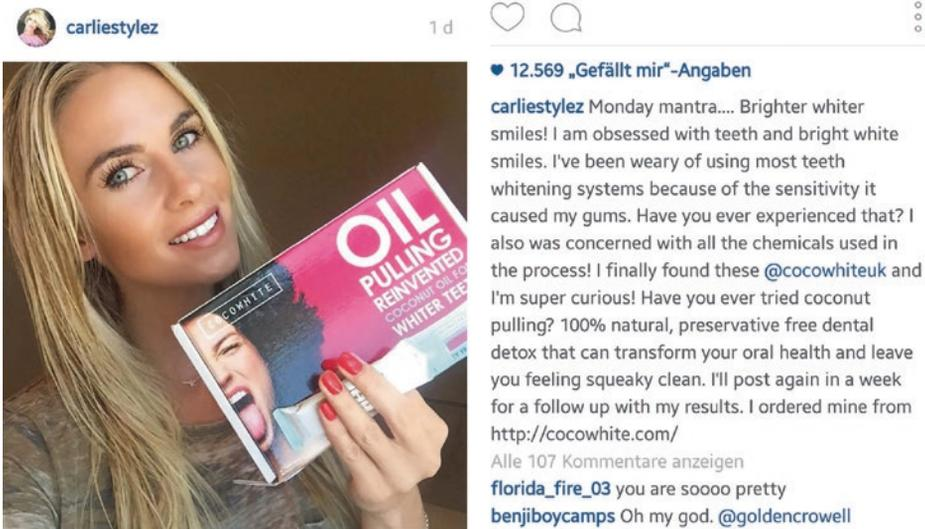 carliestylez
1 d
COCOWHITE
OIL
PULLING
REINVENTED
COCONUT OIL FO
WHITER TEE
12.569 „Gefällt mir“-Angaben
carliestylez Monday mantra.... Brighter whiter
smiles! I am obsessed with teeth and bright white
smiles. I've been weary of using most teeth
whitening systems because of the sensitivity it
caused my gums. Have you ever experienced that? I
also was concerned with all the chemicals used in
the process! I finally found these @cocowhiteuk and
I'm super curious! Have you ever tried coconut
pulling? 100% natural, preservative free dental
detox that can transform your oral health and leave
you feeling squeaky clean. I'll post again in a week
for a follow up with my results. I ordered mine from
http://cocowhite.com/
Alle 107 Kommentare anzeigen
florida_fire_03 you are soooo pretty
benjiboycamps Oh my god. @goldencrowell